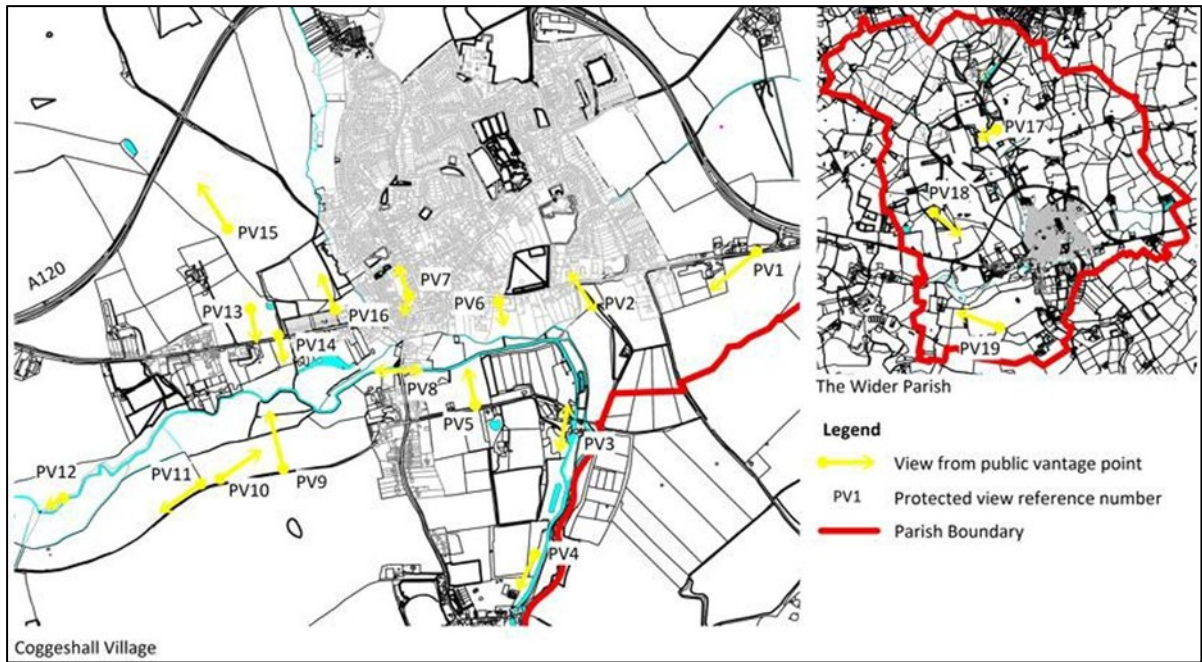 PV15
A120
PV13
PV14
PV16
PV7
PV6
PV2
PV1
PV8
PV5
PV3
PV12
PV11
PV10
PV9
PV4
Coggeshall Village
PV17
PV18
PV19
The Wider Parish
Legend
View from public vantage point
PV1 Protected view reference number
Parish Boundary